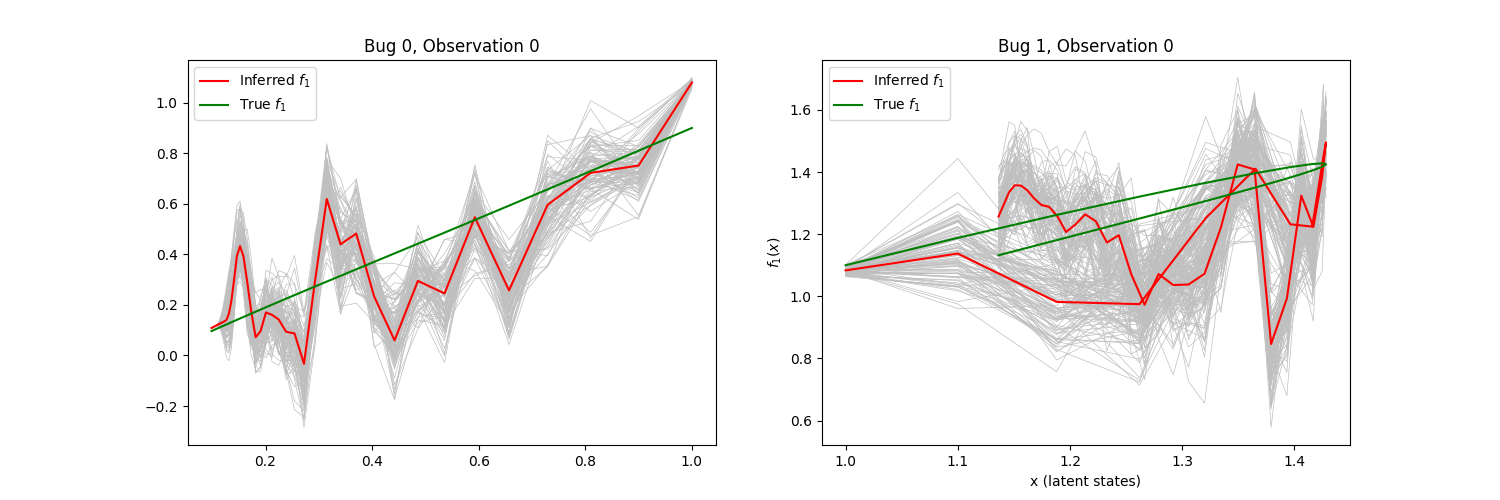 Bug 0, Observation 0
Inferred f₁
True f₁
1.0
0.8
0.6
0.4
0.2
0.0
−0.2
0.2 0.4 0.6 0.8 1.0
Bug 1, Observation 0
Inferred f₁
True f₁
f₁(x)
1.6
1.4
1.2
1.0
0.8
0.6
1.0 1.1 1.2 1.3 1.4
x (latent states)